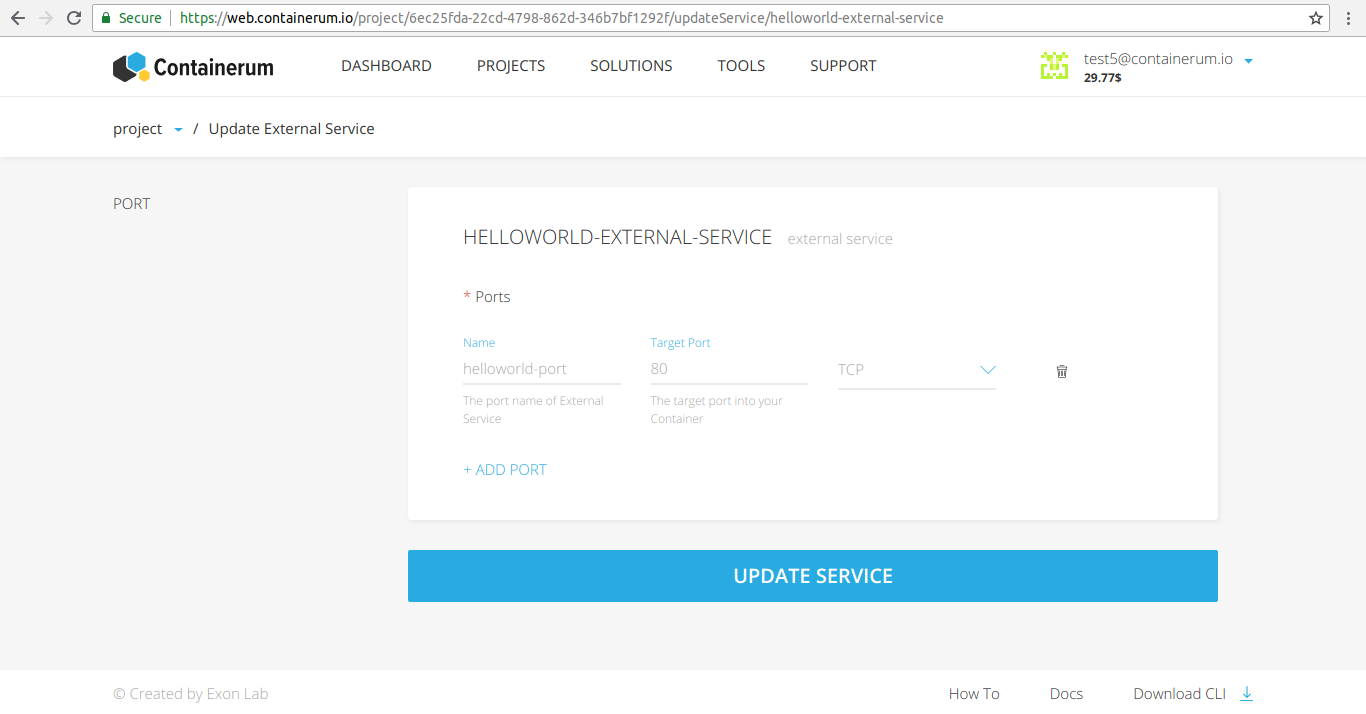 Secure https://web.containerum.io/project/6ec25fda-22cd-4798-862d-346b7bf1292f/updateService/helloworld-external-service
Containerum DASHBOARD PROJECTS SOLUTIONS TOOLS SUPPORT test5@containerum.io
29.77$
project / Update External Service
PORT
HELLOWORLD-EXTERNAL-SERVICE external service
* Ports
Name Target Port
helloworld-port 80 TCP
The port name of External The target port into your
Service Container
+ ADD PORT
UPDATE SERVICE
© Created by Exon Lab How To Docs Download CLI